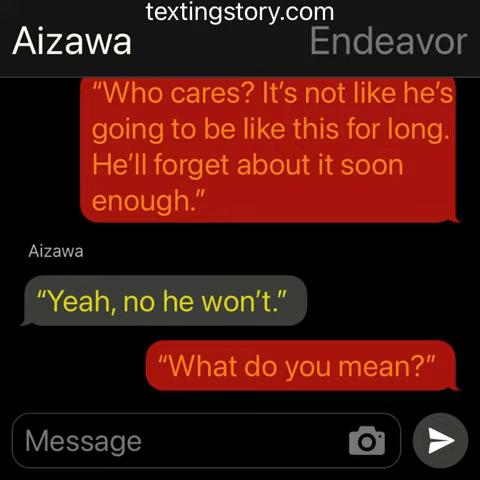 textingstory.com
Aizawa
Endeavor
“Who cares? It’s not like he’s
going to be like this for long.
He’ll forget about it soon
enough.”
Aizawa
“Yeah, no he won’t.”
“What do you mean?”
Message